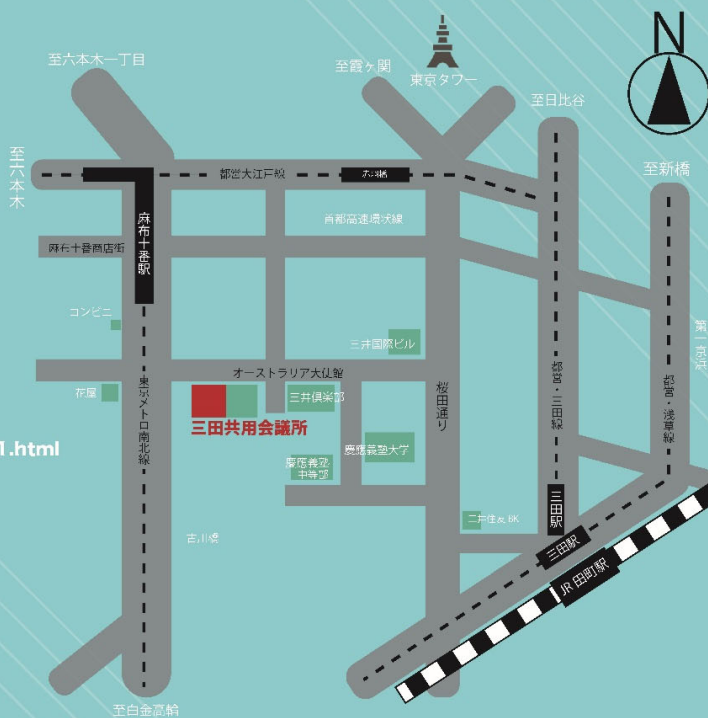 N
至六本木一丁目
至霞ヶ関
東京タワー
至日比谷
至六本木
至新橋
都営大江戸線
赤羽橋
麻布十番駅
首都高速環状線
麻布十番商店街
コンビニ
三井国際ビル
第一京浜
オーストラリア大使館
花屋
三井倶楽部
桜田通り
都営・三田線
都営・浅草線
東京メトロ南北線
三田共用会議所
慶應義塾大学
1.html
慶應義塾
中等部
三田駅
三井住友BK
古川橋
三田駅
JR 田町駅
至白金高輪